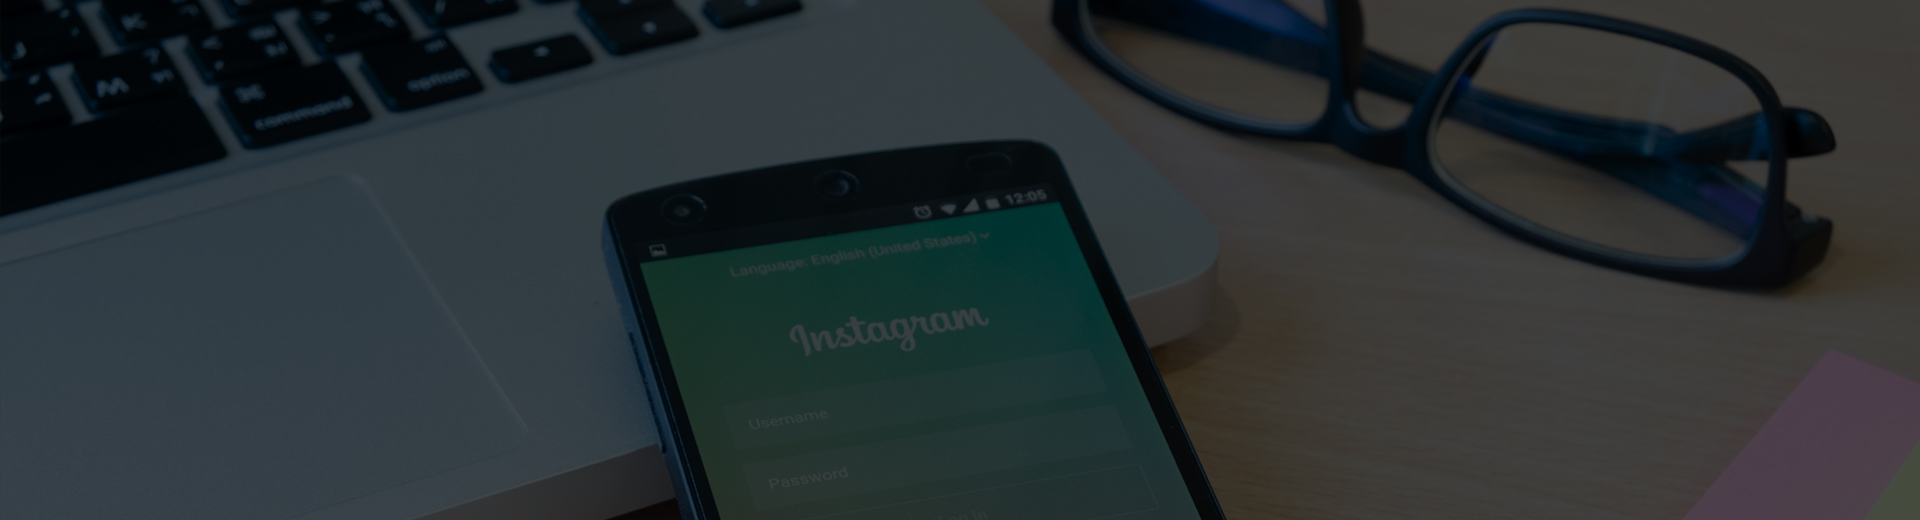 K
M
command
option
12:05
Language: English (United States)
Instagram
Username
Password